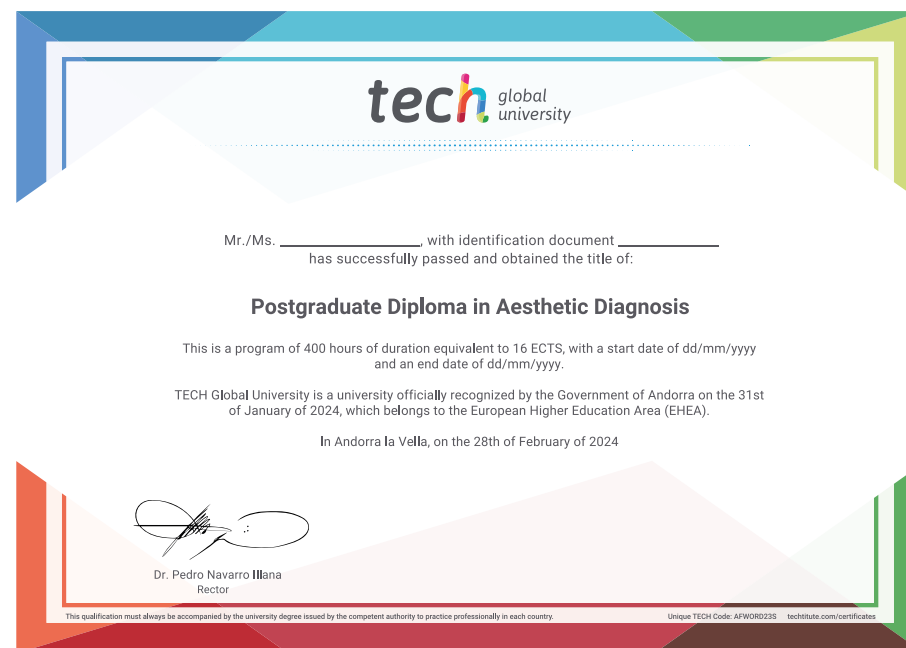 tech global university
Mr./Ms. ____________________, with identification document ______________
has successfully passed and obtained the title of:
Postgraduate Diploma in Aesthetic Diagnosis
This is a program of 400 hours of duration equivalent to 16 ECTS, with a start date of dd/mm/yyyy
and an end date of dd/mm/yyyy.
TECH Global University is a university officially recognized by the Government of Andorra on the 31st
of January of 2024, which belongs to the European Higher Education Area (EHEA).
In Andorra la Vella, on the 28th of February of 2024
Dr. Pedro Navarro Illana
Rector
This qualification must always be accompanied by the university degree issued by the competent authority to practice professionally in each country.
Unique TECH Code: AFWORD23S techtitute.com/certificates